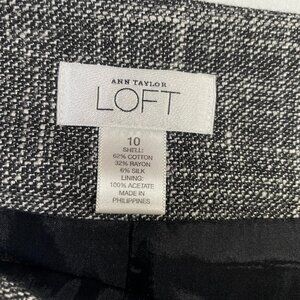 ANN TAYLOR
LOFT
10
SHELL:
62% COTTON
32% RAYON
6% SILK
LINING:
100% ACETATE
MADE IN
PHILIPPINES